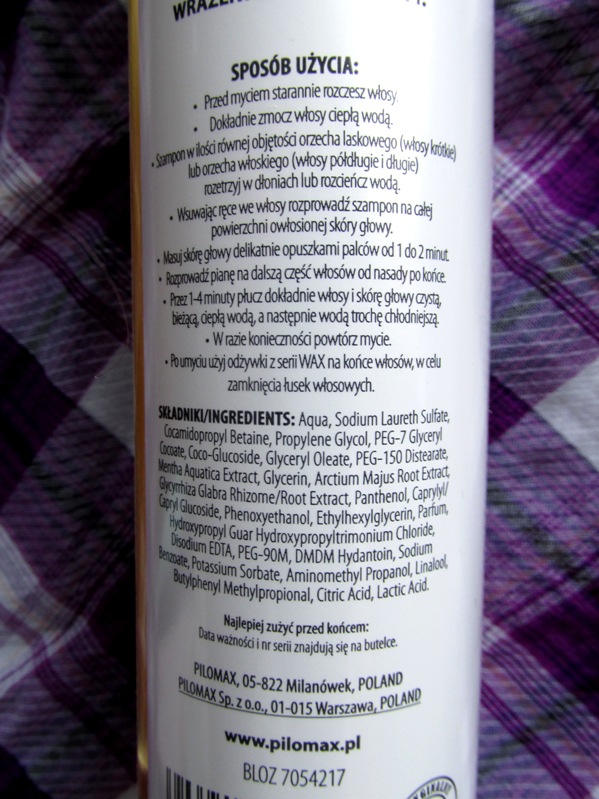 SPOSÓB UŻYCIA:
• Przed myciem starannie rozczesz włosy.
• Dokładnie zmocz włosy ciepłą wodą.
• Szampon w ilości równej objętości orzecha laskowego (włosy krótkie)
lub orzecha włoskiego (włosy półdługie i długie)
rozetrzyj w dłoniach lub rozcieńcz wodą.
• Wsuwając ręce we włosy rozprowadź szampon na całej
powierzchni owłosionej skóry głowy.
• Masuj skórę głowy delikatnie opuszkami palców od 1 do 2 minut.
• Rozprowadź pianę na dalszą część włosów od nasady po końce.
• Przez 1-4 minuty płucz dokładnie włosy i skórę głowy czystą,
bieżącą, ciepłą wodą, a następnie wodą trochę chłodniejszą.
• W razie konieczności powtórz mycie.
• Po umyciu użyj odżywki z serii WAX na końce włosów, w celu
zamknięcia łusek włosowych.
SKŁADNIKI/INGREDIENTS: Aqua, Sodium Laureth Sulfate,
Cocamidopropyl Betaine, Propylene Glycol, PEG-7 Glyceryl
Cocoate, Coco-Glucoside, Glyceryl Oleate, PEG-150 Distearate,
Mentha Aquatica Extract, Glycerin, Arctium Majus Root Extract,
Glycyrrhiza Glabra Rhizome/Root Extract, Panthenol, Caprylyl/
Capryl Glucoside, Phenoxyethanol, Ethylhexylglycerin, Parfum,
Hydroxypropyl Guar Hydroxypropyltrimonium Chloride,
Disodium EDTA, PEG-90M, DMDM Hydantoin, Sodium
Benzoate, Potassium Sorbate, Aminomethyl Propanol, Linalool,
Butylphenyl Methylpropional, Citric Acid, Lactic Acid.
Najlepiej zużyć przed końcem:
Data ważności i nr serii znajdują się na butelce.
PILOMAX, 05-822 Milanówek, POLAND
PILOMAX Sp. z o.o., 01-015 Warszawa, POLAND
www.pilomax.pl
BLOZ 7054217